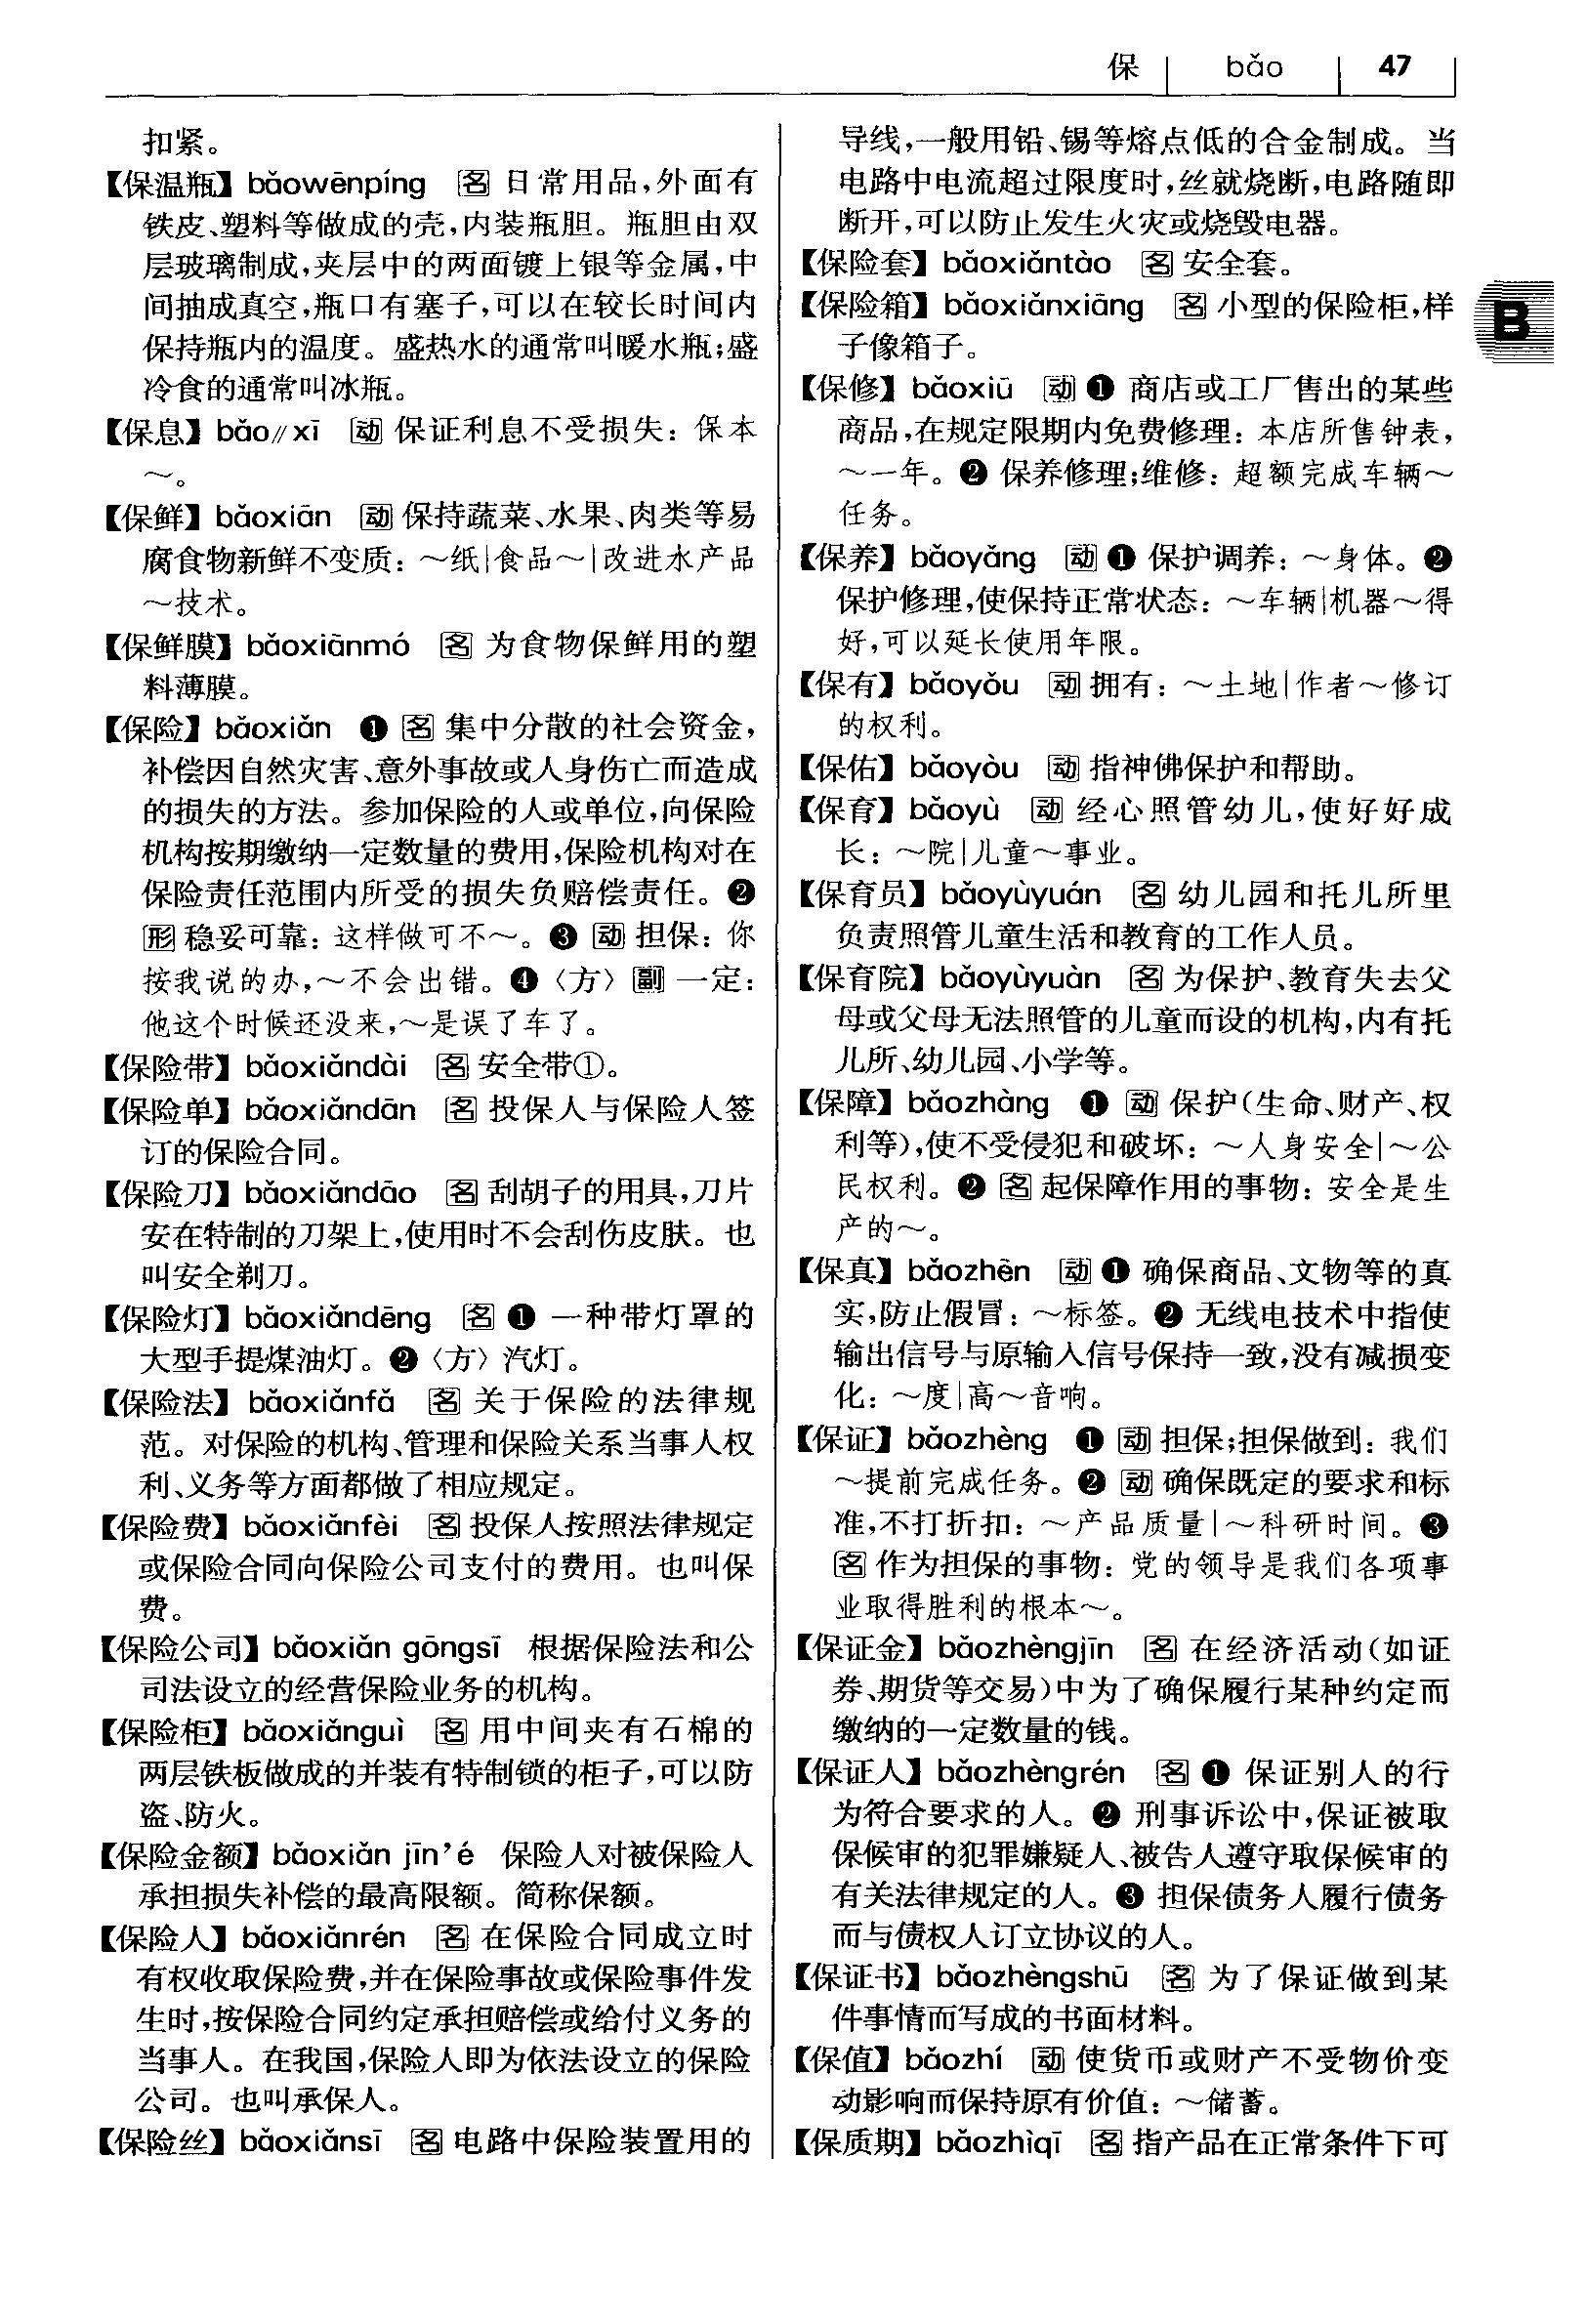 保 bǎo 47
扣紧。
【保温瓶】bǎowēnpíng 名 日常用品,外面有
铁皮、塑料等做成的壳,内装瓶胆。瓶胆由双
层玻璃制成,夹层中的两面镀上银等金属,中
间抽成真空,瓶口有塞子,可以在较长时间内
保持瓶内的温度。盛热水的通常叫暖水瓶;盛
冷食的通常叫冰瓶。
【保息】bǎo∥xī 动 保证利息不受损失:保本
～。
【保鲜】bǎoxiān 动 保持蔬菜、水果、肉类等易
腐食物新鲜不变质:～纸|食品～|改进水产品
～技术。
【保鲜膜】bǎoxiānmó 名 为食物保鲜用的塑
料薄膜。
【保险】bǎoxiǎn ❶ 名 集中分散的社会资金,
补偿因自然灾害、意外事故或人身伤亡而造成
的损失的方法。参加保险的人或单位,向保险
机构按期缴纳一定数量的费用,保险机构对在
保险责任范围内所受的损失负赔偿责任。❷
形 稳妥可靠:这样做可不～。❸ 动 担保:你
按我说的办,～不会出错。❹〈方〉副 一定:
他这个时候还没来,～是误了车了。
【保险带】bǎoxiǎndài 名 安全带①。
【保险单】bǎoxiǎndān 名 投保人与保险人签
订的保险合同。
【保险刀】bǎoxiǎndāo 名 刮胡子的用具,刀片
安在特制的刀架上,使用时不会刮伤皮肤。也
叫安全剃刀。
【保险灯】bǎoxiǎndēng 名 ❶ 一种带灯罩的
大型手提煤油灯。❷〈方〉汽灯。
【保险法】bǎoxiǎnfǎ 名 关于保险的法律规
范。对保险的机构、管理和保险关系当事人权
利、义务等方面都做了相应规定。
【保险费】bǎoxiǎnfèi 名 投保人按照法律规定
或保险合同向保险公司支付的费用。也叫保
费。
【保险公司】bǎoxiǎn gōngsī 根据保险法和公
司法设立的经营保险业务的机构。
【保险柜】bǎoxiǎnguì 名 用中间夹有石棉的
两层铁板做成的并装有特制锁的柜子,可以防
盗、防火。
【保险金额】bǎoxiǎn jīn’é 保险人对被保险人
承担损失补偿的最高限额。简称保额。
【保险人】bǎoxiǎnrén 名 在保险合同成立时
有权收取保险费,并在保险事故或保险事件发
生时,按保险合同约定承担赔偿或给付义务的
当事人。在我国,保险人即为依法设立的保险
公司。也叫承保人。
【保险丝】bǎoxiǎnsī 名 电路中保险装置用的
导线,一般用铅、锡等熔点低的合金制成。当
电路中电流超过限度时,丝就烧断,电路随即
断开,可以防止发生火灾或烧毁电器。
【保险套】bǎoxiǎntào 名 安全套。
【保险箱】bǎoxiǎnxiāng 名 小型的保险柜,样
子像箱子。
【保修】bǎoxiū 动 ❶ 商店或工厂售出的某些
商品,在规定限期内免费修理:本店所售钟表,
～一年。❷ 保养修理;维修:超额完成车辆～
任务。
【保养】bǎoyǎng 动 ❶ 保护调养:～身体。❷
保护修理,使保持正常状态:～车辆|机器～得
好,可以延长使用年限。
【保有】bǎoyǒu 动 拥有:～土地|作者～修订
的权利。
【保佑】bǎoyòu 动 指神佛保护和帮助。
【保育】bǎoyù 动 经心照管幼儿,使好好成
长:～院|儿童～事业。
【保育员】bǎoyùyuán 名 幼儿园和托儿所里
负责照管儿童生活和教育的工作人员。
【保育院】bǎoyùyuàn 名 为保护、教育失去父
母或父母无法照管的儿童而设的机构,内有托
儿所、幼儿园、小学等。
【保障】bǎozhàng ❶ 动 保护(生命、财产、权
利等),使不受侵犯和破坏:～人身安全|～公
民权利。❷ 名 起保障作用的事物:安全是生
产的～。
【保真】bǎozhēn 动 ❶ 确保商品、文物等的真
实,防止假冒:～标签。❷ 无线电技术中指使
输出信号与原输入信号保持一致,没有减损变
化:～度|高～音响。
【保证】bǎozhèng ❶ 动 担保;担保做到:我们
～提前完成任务。❷ 动 确保既定的要求和标
准,不打折扣:～产品质量|～科研时间。❸
名 作为担保的事物:党的领导是我们各项事
业取得胜利的根本～。
【保证金】bǎozhèngjīn 名 在经济活动(如证
券、期货等交易)中为了确保履行某种约定而
缴纳的一定数量的钱。
【保证人】bǎozhèngrén 名 ❶ 保证别人的行
为符合要求的人。❷ 刑事诉讼中,保证被取
保候审的犯罪嫌疑人、被告人遵守取保候审的
有关法律规定的人。❸ 担保债务人履行债务
而与债权人订立协议的人。
【保证书】bǎozhèngshū 名 为了保证做到某
件事情而写成的书面材料。
【保值】bǎozhí 动 使货币或财产不受物价变
动影响而保持原有价值:～储蓄。
【保质期】bǎozhìqī 名 指产品在正常条件下可
B